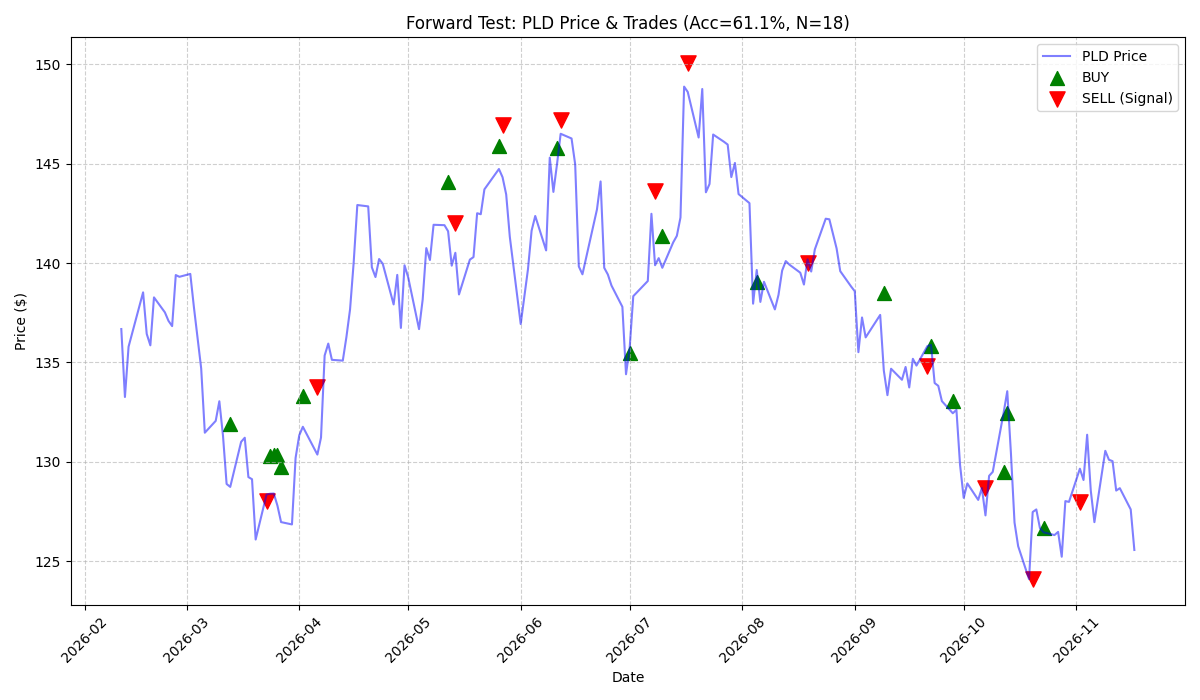 Forward Test: PLD Price & Trades (Acc=61.1%, N=18)
PLD Price
BUY
SELL (Signal)
Price ($)
150
145
140
135
130
125
2026-02
2026-03
2026-04
2026-05
2026-06
2026-07
2026-08
2026-09
2026-10
2026-11
Date